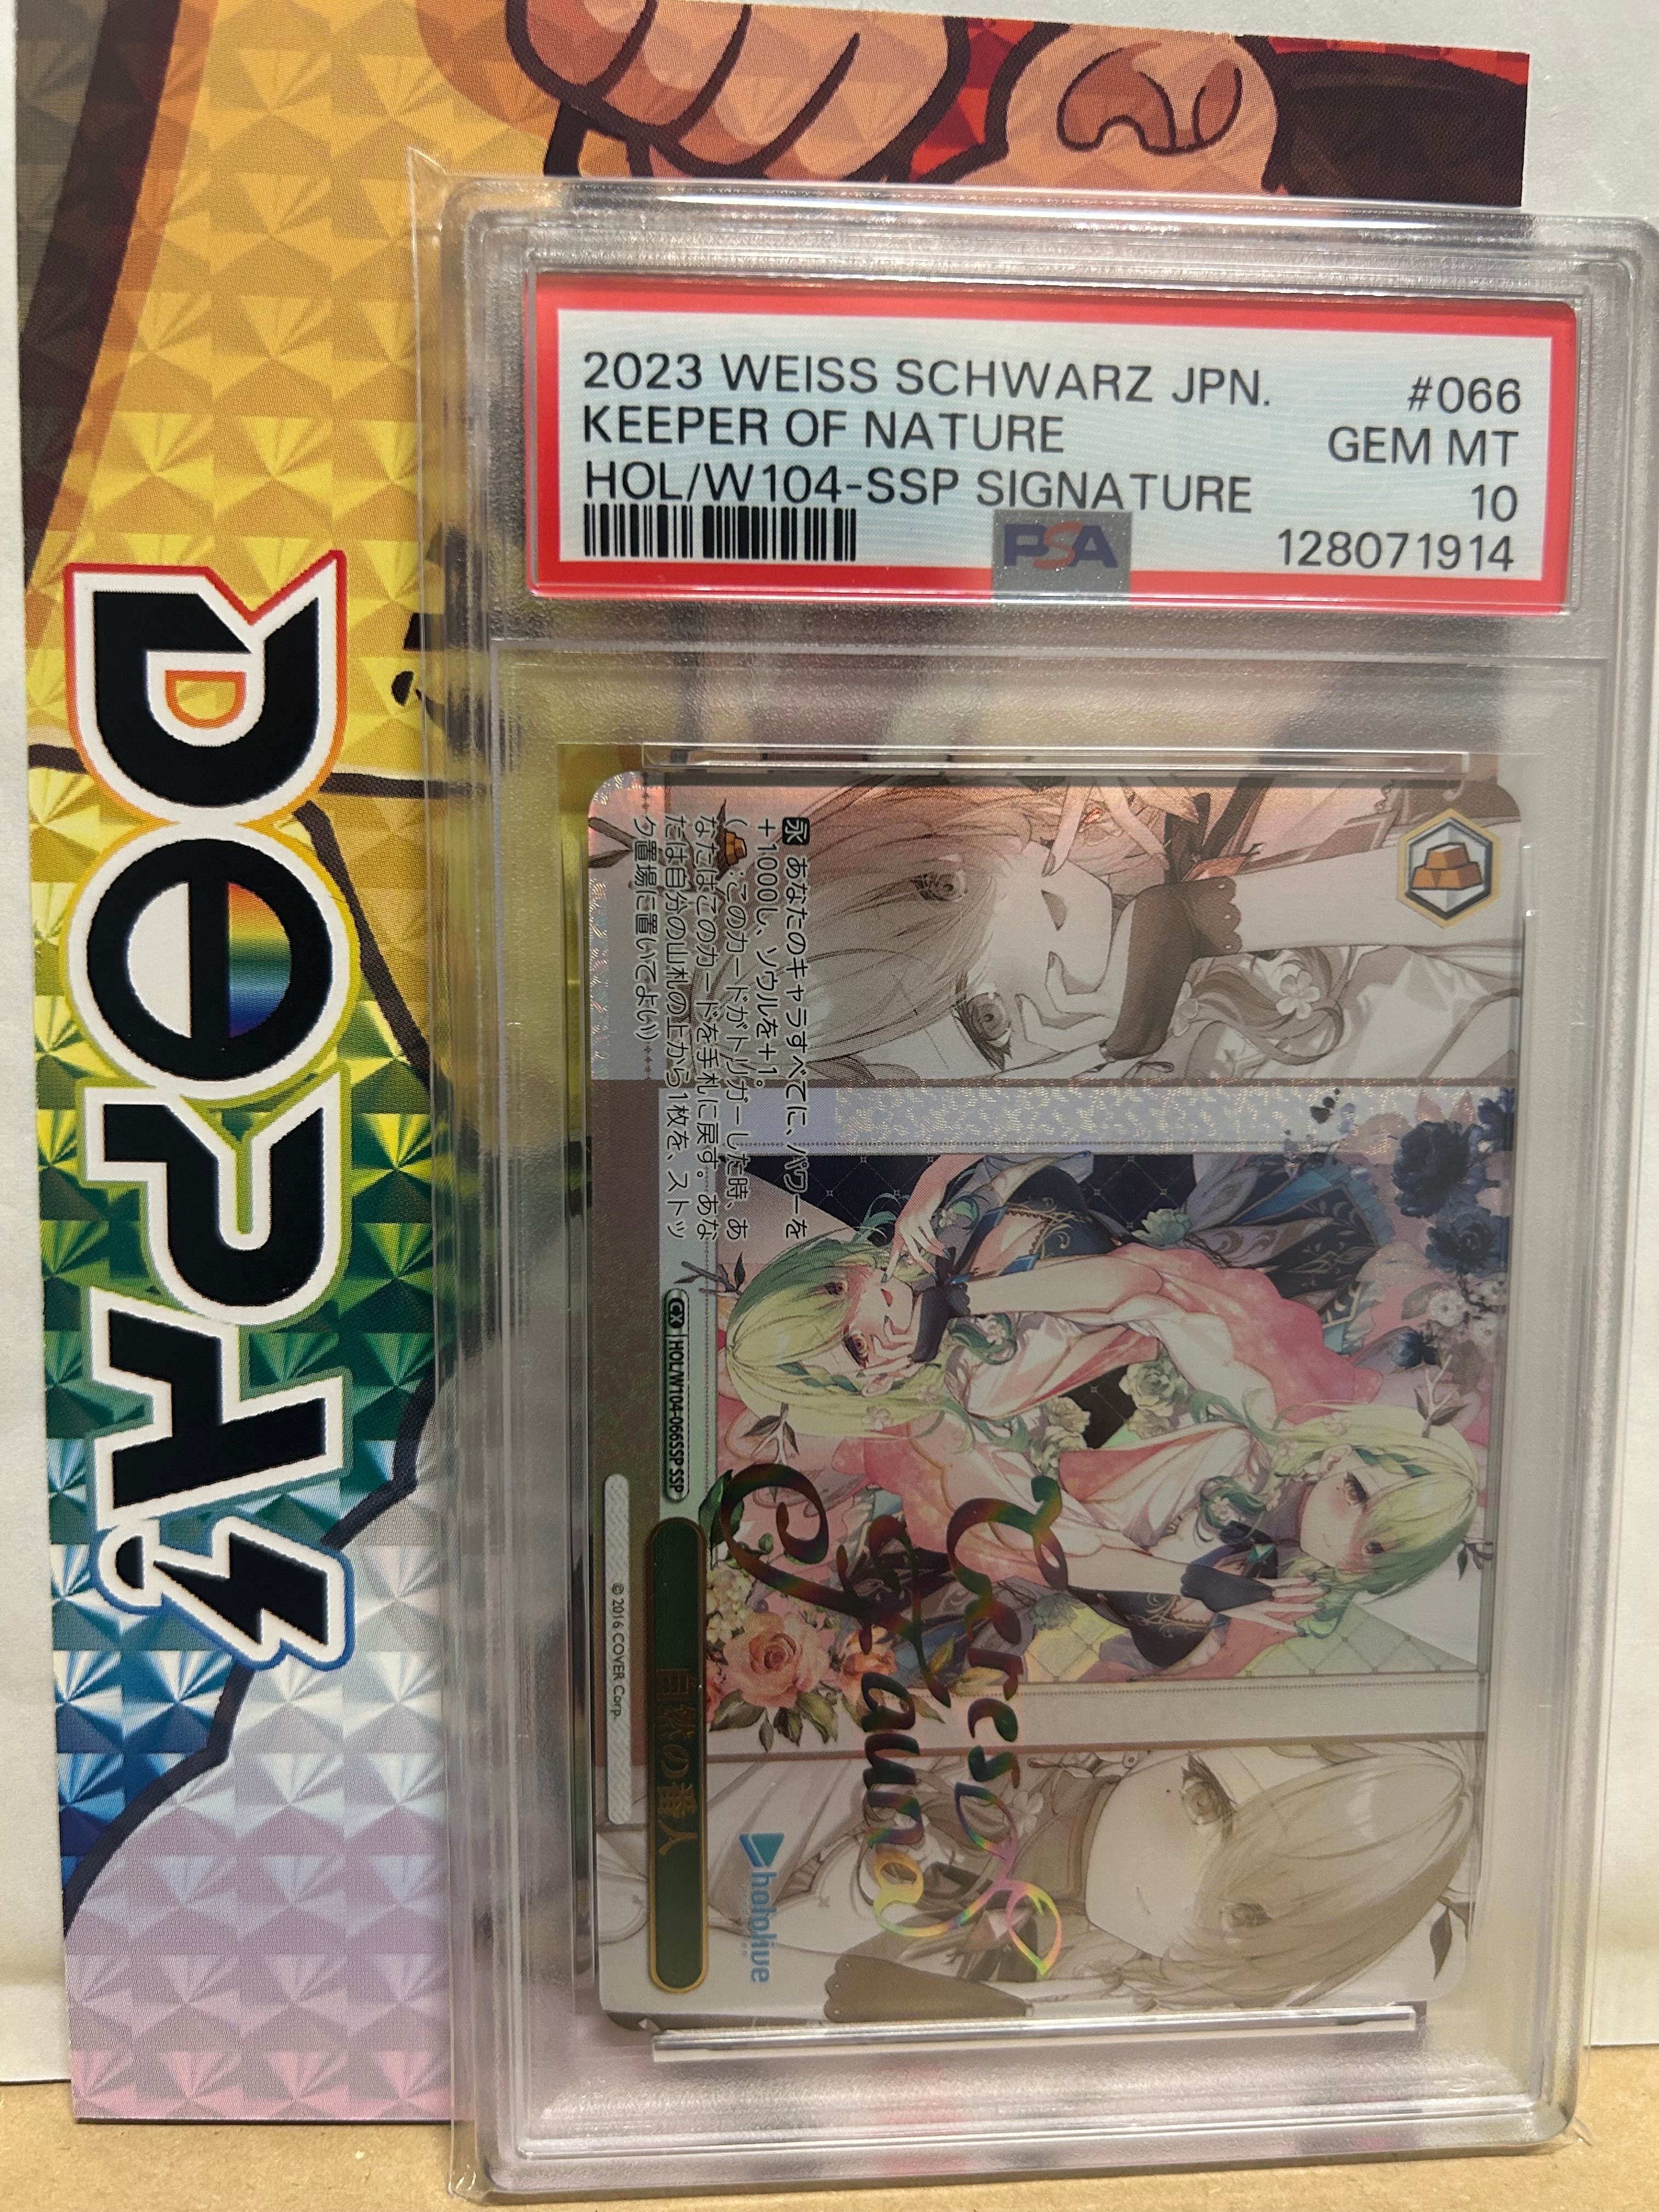 2023 WEISS SCHWARZ JPN. #066
KEEPER OF NATURE GEM MT
HOL/W104-SSP SIGNATURE 10
PSA 128071914
DePA
永 あなたのキャラすべてに、パワーを
+1000し、ソウルを+1。
( :このカードがトリガーした時、あ
なたはこのカードを手札に戻す。あな
たは自分の山札の上から1枚を、ストッ
ク置場に置いてよい)
CX HOL/W104-066SSP SSP
自然の番人
© 2016 COVER Corp.
hololive
Ceres
Fauna